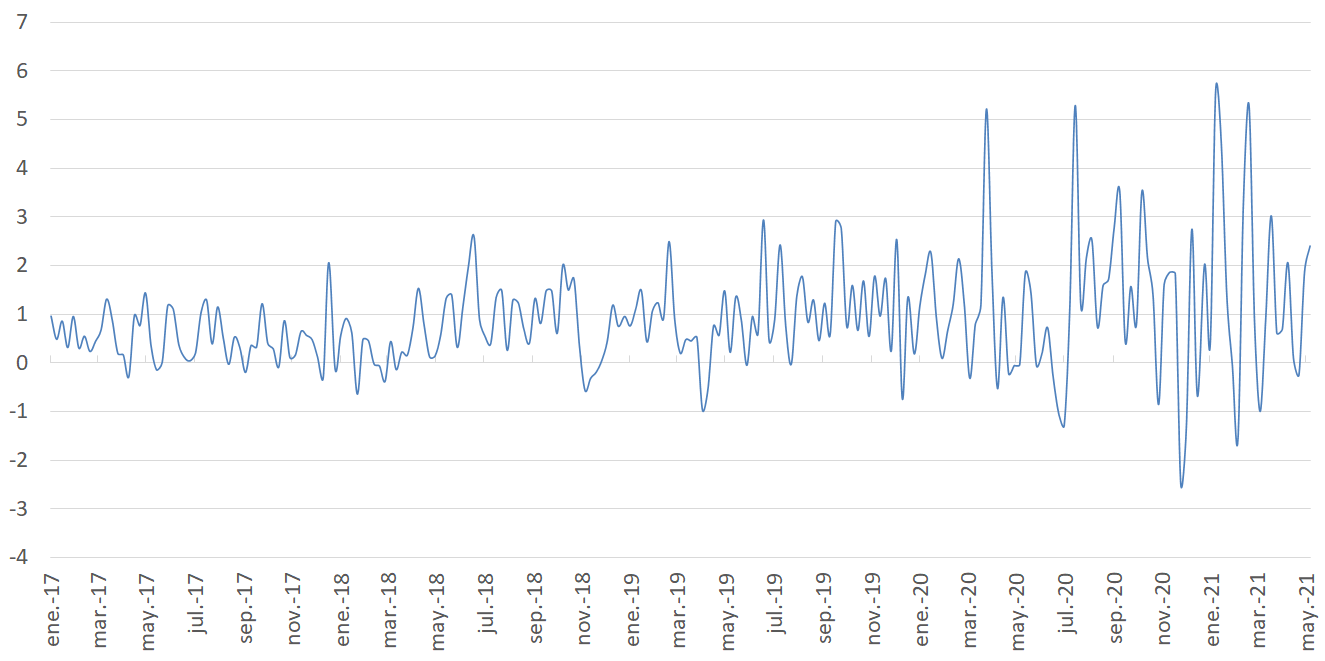 7
6
5
4
3
2
1
0
-1
-2
-3
-4
ene.-17
mar.-17
may.-17
jul.-17
sep.-17
nov.-17
ene.-18
mar.-18
may.-18
jul.-18
sep.-18
nov.-18
ene.-19
mar.-19
may.-19
jul.-19
sep.-19
nov.-19
ene.-20
mar.-20
may.-20
jul.-20
sep.-20
nov.-20
ene.-21
mar.-21
may.-21